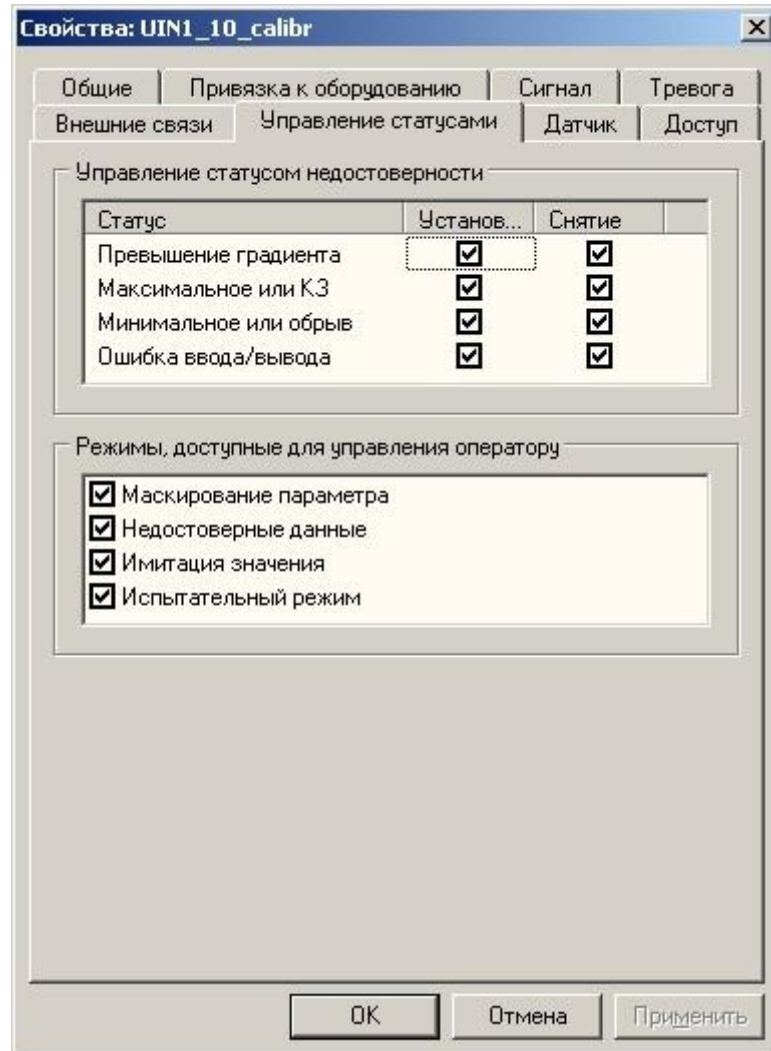 Свойства: UIN1_10_calibr
Общие Привязка к оборудованию Сигнал Тревога
Внешние связи Управление статусами Датчик Доступ
Управление статусом недостоверности
Статус Установ... Снятие
Превышение градиента
Максимальное или КЗ
Минимальное или обрыв
Ошибка ввода/вывода
Режимы, доступные для управления оператору
Маскирование параметра
Недостоверные данные
Имитация значения
Испытательный режим
OK Отмена Применить